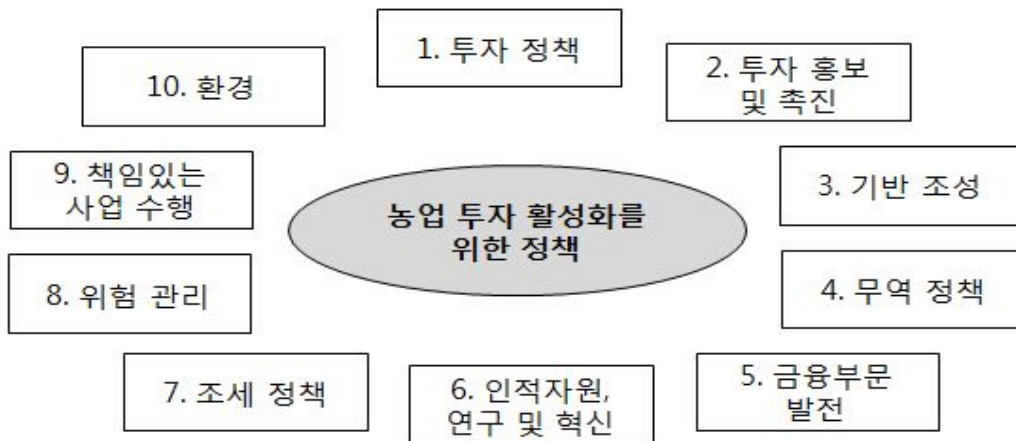 1. 투자 정책
2. 투자 홍보
및 촉진
3. 기반 조성
4. 무역 정책
5. 금융부문
발전
6. 인적자원,
연구 및 혁신
7. 조세 정책
8. 위험 관리
9. 책임있는
사업 수행
10. 환경
농업 투자 활성화를
위한 정책